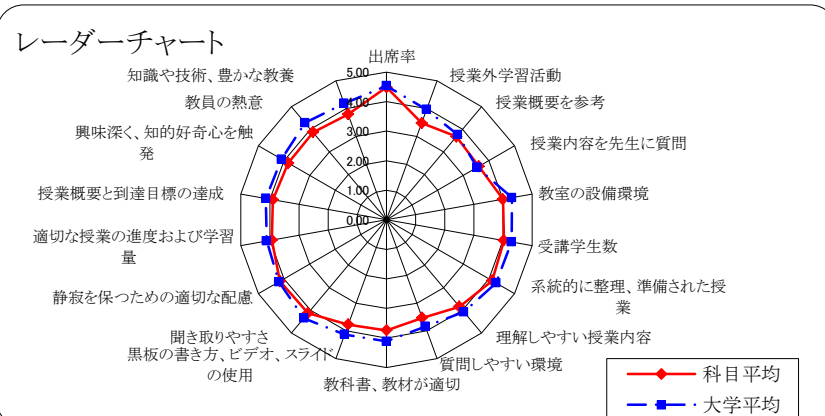 レーダーチャート
出席率
授業外学習活動
授業概要を参考
授業内容を先生に質問
教室の設備環境
受講学生数
系統的に整理、準備された授
業
理解しやすい授業内容
質問しやすい環境
教科書、教材が適切
黒板の書き方、ビデオ、スライド
の使用
聞き取りやすさ
静寂を保つための適切な配慮
適切な授業の進度および学習
量
授業概要と到達目標の達成
興味深く、知的好奇心を触
発
教員の熱意
知識や技術、豊かな教養
5.00
4.00
3.00
2.00
1.00
0.00
科目平均
大学平均